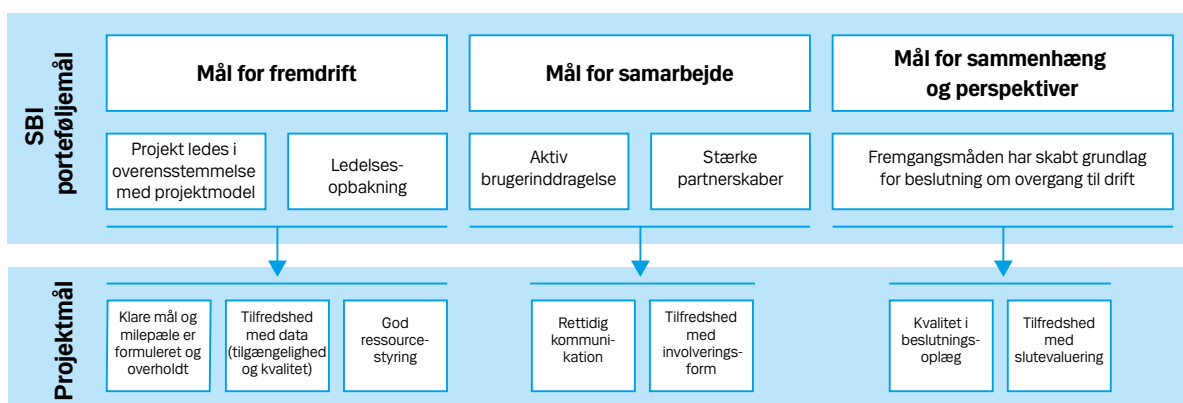 SBI
porteføljemål
Mål for fremdrift
Projekt ledes i
overensstemmelse
med projektmodel
Ledelses-
opbakning
Mål for samarbejde
Aktiv
brugerinddragelse
Stærke
partnerskaber
Mål for sammenhæng
og perspektiver
Fremgangsmåden har skabt grundlag
for beslutning om overgang til drift
Projektmål
Klare mål og
milepæle er
formuleret og
overholdt
Tilfredshed
med data
(tilgængelighed
og kvalitet)
God
ressource-
styring
Rettidig
kommuni-
kation
Tilfredshed
med
involverings-
form
Kvalitet i
beslutnings-
oplæg
Tilfredshed
med
slutevaluering